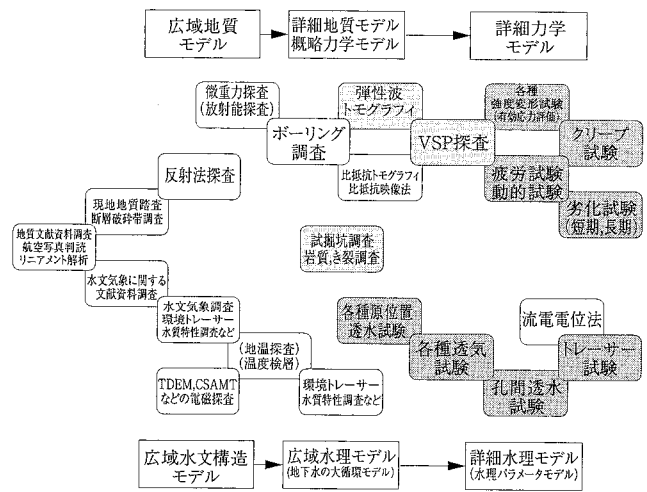 広域地質
モデル
詳細地質モデル
概略力学モデル
詳細力学
モデル
微重力探査
(放射能探査)
弾性波
トモグラフィ
各種
強度変形試験
(有効応力評価)
ボーリング
調査
VSP探査
クリープ
試験
反射法探査
比抵抗トモグラフィ
比抵抗映像法
疲労試験
動的試験
現地地質踏査
断層破砕帯調査
劣化試験
(短期,長期)
地質文献資料調査
航空写真判読
リニアメント解析
試掘坑調査
岩質,き裂調査
水文気象に関する
文献資料調査
水文気象調査
環境トレーサー
水質特性調査など
各種原位置
透水試験
流電電位法
(地温探査)
(温度検層)
各種透気
試験
トレーサー
試験
TDEM,CSAMT
などの電磁探査
環境トレーサー
水質特性調査など
孔間透水
試験
広域水文構造
モデル
広域水理モデル
(地下水の大循環モデル)
詳細水理モデル
(水理パラメータモデル)